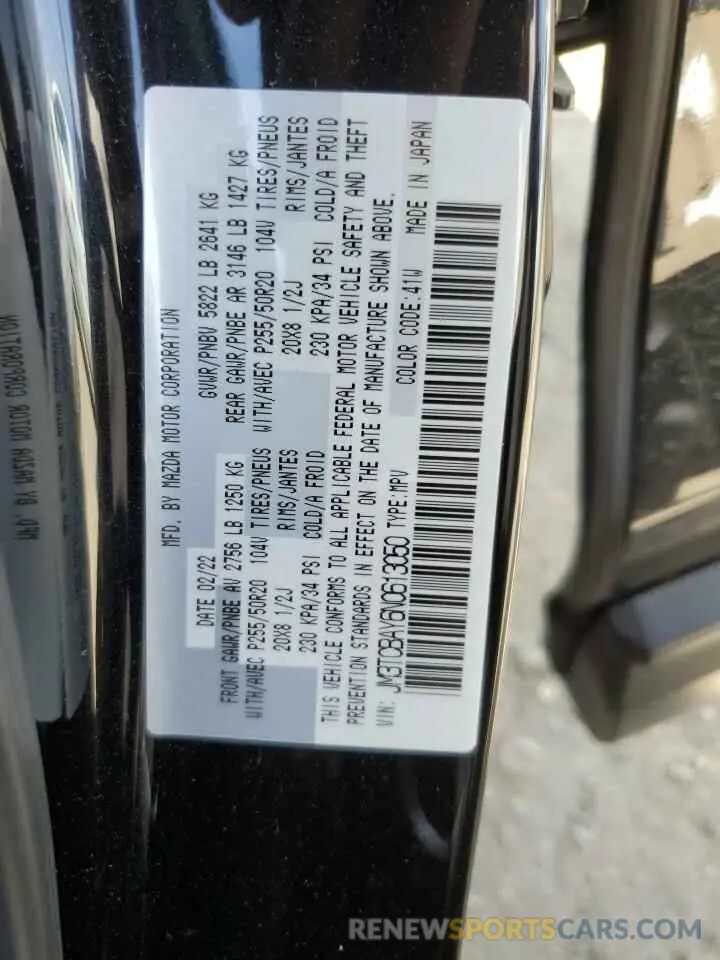 MFD. BY MAZDA MOTOR CORPORATION
DATE 02/22 GVWR/PNBV 5822 LB 2641 KG
FRONT GAWR/PNBE AV 2756 LB 1250 KG REAR GAWR/PNBE AR 3146 LB 1427 KG
WITH/AVEC P255/50R20 104V TIRES/PNEUS WITH/AVEC P255/50R20 104V TIRES/PNEUS
20X8 1/2J RIMS/JANTES 20X8 1/2J RIMS/JANTES
230 KPA/34 PSI COLD/A FROID 230 KPA/34 PSI COLD/A FROID
THIS VEHICLE CONFORMS TO ALL APPLICABLE FEDERAL MOTOR VEHICLE SAFETY AND THEFT
PREVENTION STANDARDS IN EFFECT ON THE DATE OF MANUFACTURE SHOWN ABOVE.
VIN: JM3TCBAY6N0613050 TYPE:MPV COLOR CODE:41W MADE IN JAPAN
RENEWSPORTSCARS.COM